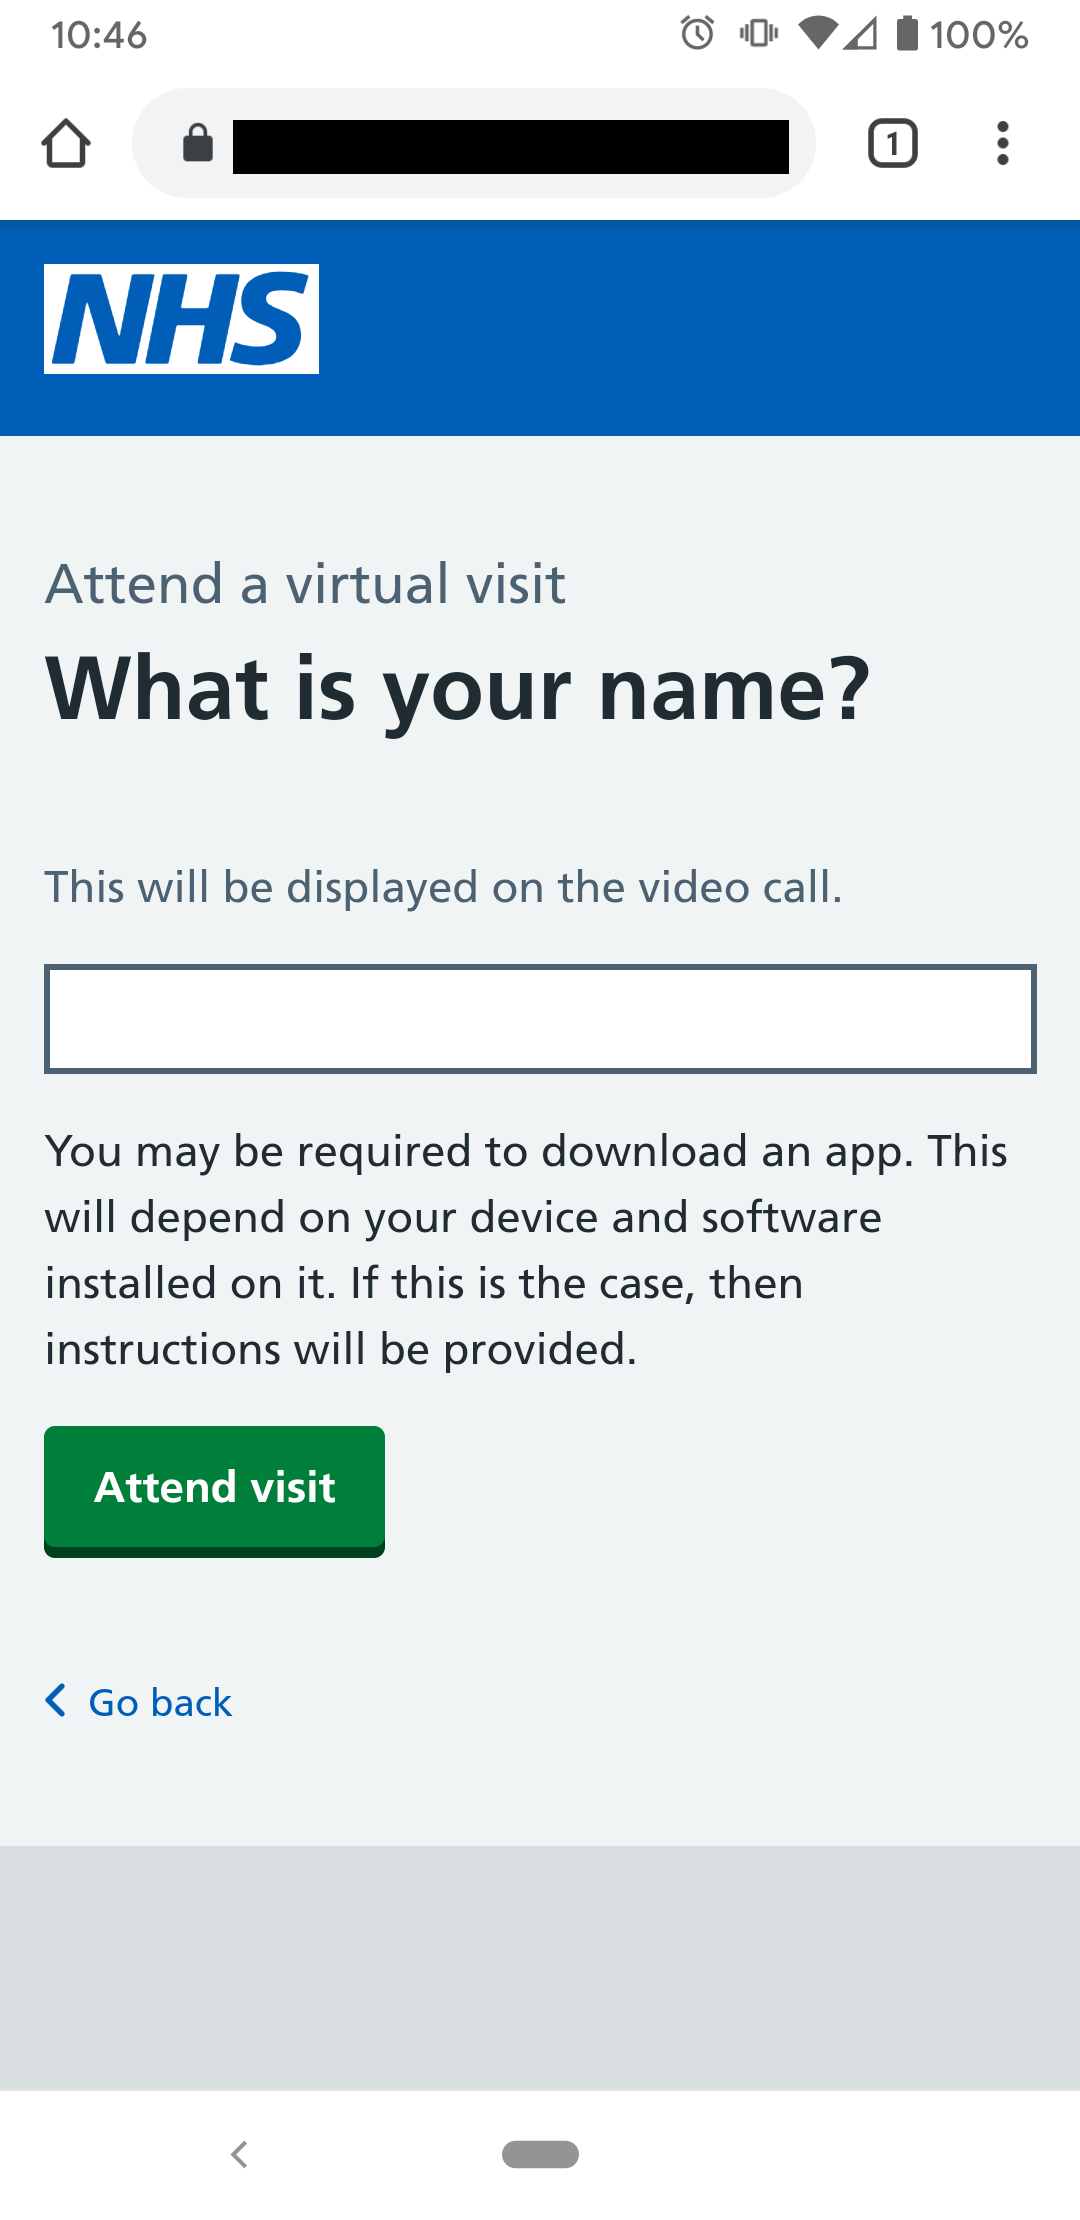 10:46
100%
1
NHS
Attend a virtual visit
What is your name?
This will be displayed on the video call.
You may be required to download an app. This
will depend on your device and software
installed on it. If this is the case, then
instructions will be provided.
Attend visit
Go back